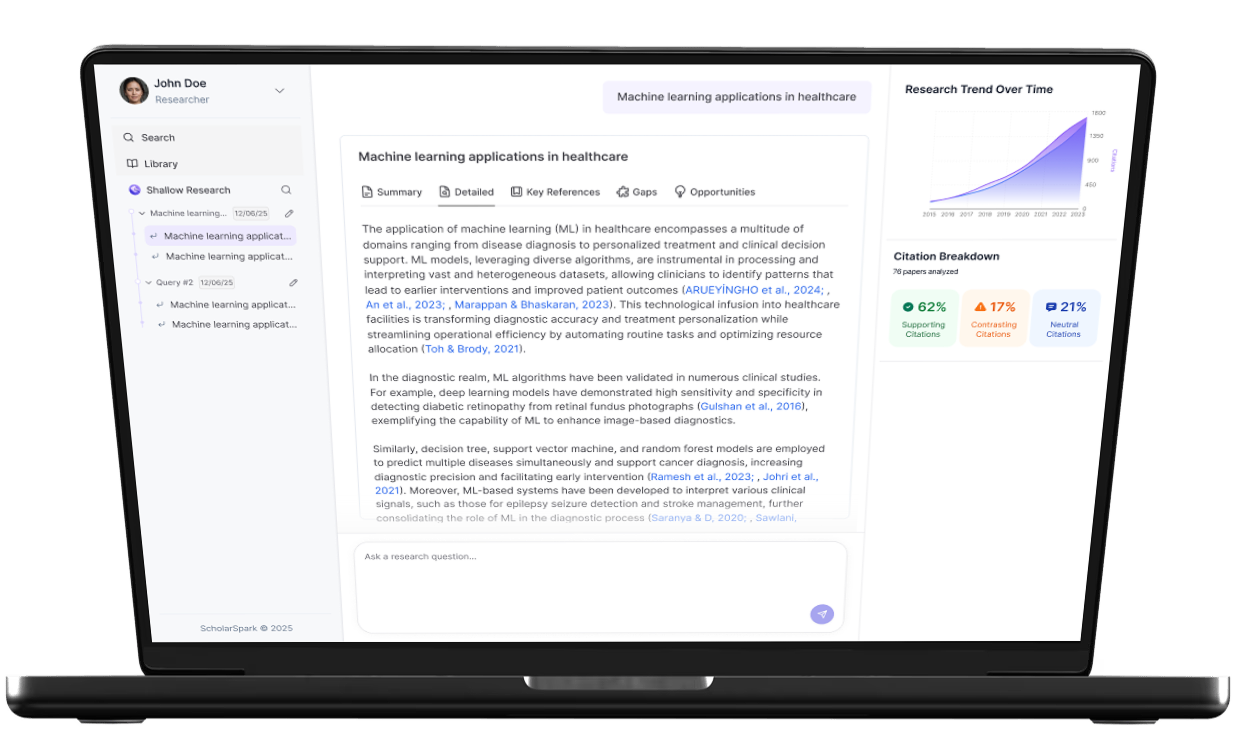 John Doe
Researcher
Search
Library
Shallow Research
Machine learning... 12/06/25
Machine learning applicat...
Machine learning applicat...
Query #2 12/06/25
Machine learning applicat...
Machine learning applicat...
ScholarSpark © 2025
Machine learning applications in healthcare
Machine learning applications in healthcare
Summary Detailed Key References Gaps Opportunities
The application of machine learning (ML) in healthcare encompasses a multitude of
domains ranging from disease diagnosis to personalized treatment and clinical decision
support. ML models, leveraging diverse algorithms, are instrumental in processing and
interpreting vast and heterogeneous datasets, allowing clinicians to identify patterns that
lead to earlier interventions and improved patient outcomes (ARUEYİNGHO et al., 2024; ,
An et al., 2023; , Marappan & Bhaskaran, 2023). This technological infusion into healthcare
facilities is transforming diagnostic accuracy and treatment personalization while
streamlining operational efficiency by automating routine tasks and optimizing resource
allocation (Toh & Brody, 2021).
In the diagnostic realm, ML algorithms have been validated in numerous clinical studies.
For example, deep learning models have demonstrated high sensitivity and specificity in
detecting diabetic retinopathy from retinal fundus photographs (Gulshan et al., 2016),
exemplifying the capability of ML to enhance image-based diagnostics.
Similarly, decision tree, support vector machine, and random forest models are employed
to predict multiple diseases simultaneously and support cancer diagnosis, increasing
diagnostic precision and facilitating early intervention (Ramesh et al., 2023; , Johri et al.,
2021). Moreover, ML-based systems have been developed to interpret various clinical
signals, such as those for epilepsy seizure detection and stroke management, further
consolidating the role of ML in the diagnostic process (Saranya & D, 2020; , Sawlani,
Ask a research question...
Research Trend Over Time
1800
1350
900
450
0
Citations
2015 2016 2017 2018 2019 2020 2021 2022 2023
Citation Breakdown
76 papers analyzed
62%
Supporting
Citations
17%
Contrasting
Citations
21%
Neutral
Citations